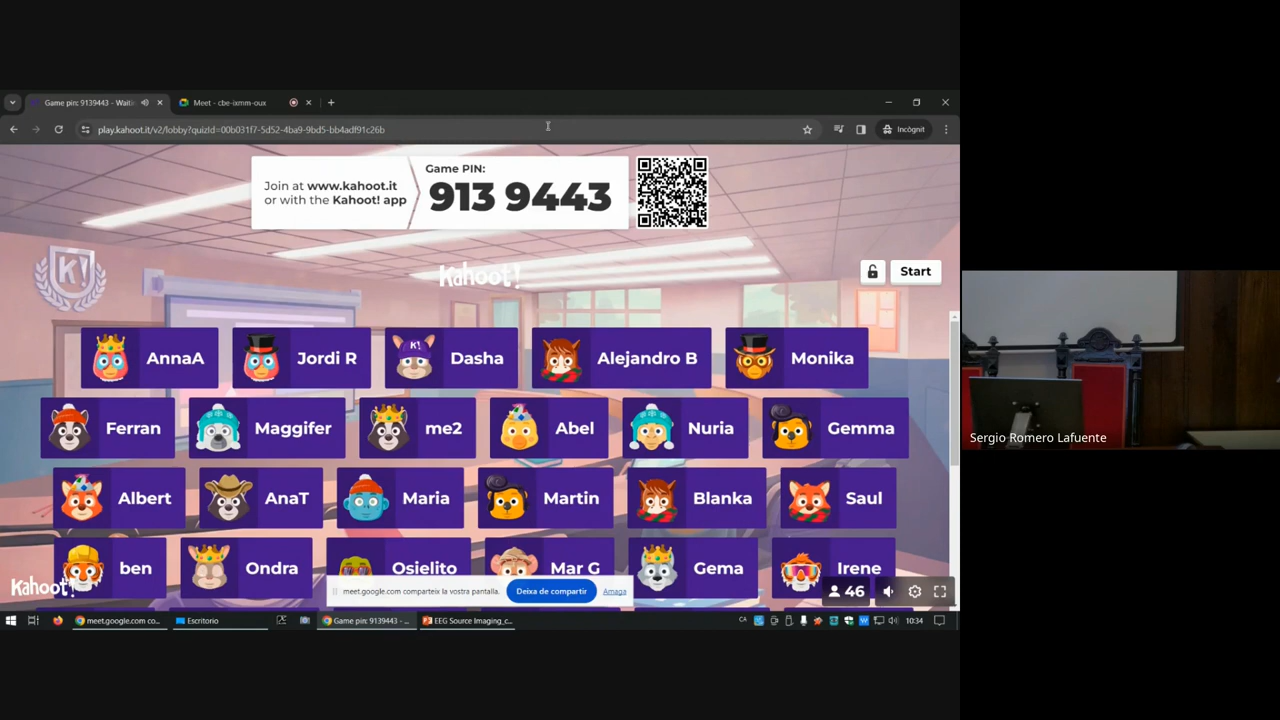 Game pin: 9139443 - Waiti
Meet - cbe-ixmm-oux
play.kahoot.it/v2/lobby?quizId=00b031f7-5d52-4ba9-9bd5-bb4adf91c26b
Incògnit
Join at www.kahoot.it
or with the Kahoot! app
Game PIN:
913 9443
K!
Kahoot!
Start
AnnaA
Jordi R
K!
Dasha
Alejandro B
Monika
Ferran
Maggifer
me2
Abel
Nuria
Gemma
Albert
AnaT
Maria
Martin
Blanka
Saul
ben
Ondra
Osielito
Mar G
Gema
Irene
Kahoot!
meet.google.com comparteix la vostra pantalla.
Deixa de compartir
Amaga
46
meet.google.com co...
Escritorio
Game pin: 9139443 - ...
EEG Source Imaging_c...
CA
10:34
Sergio Romero Lafuente